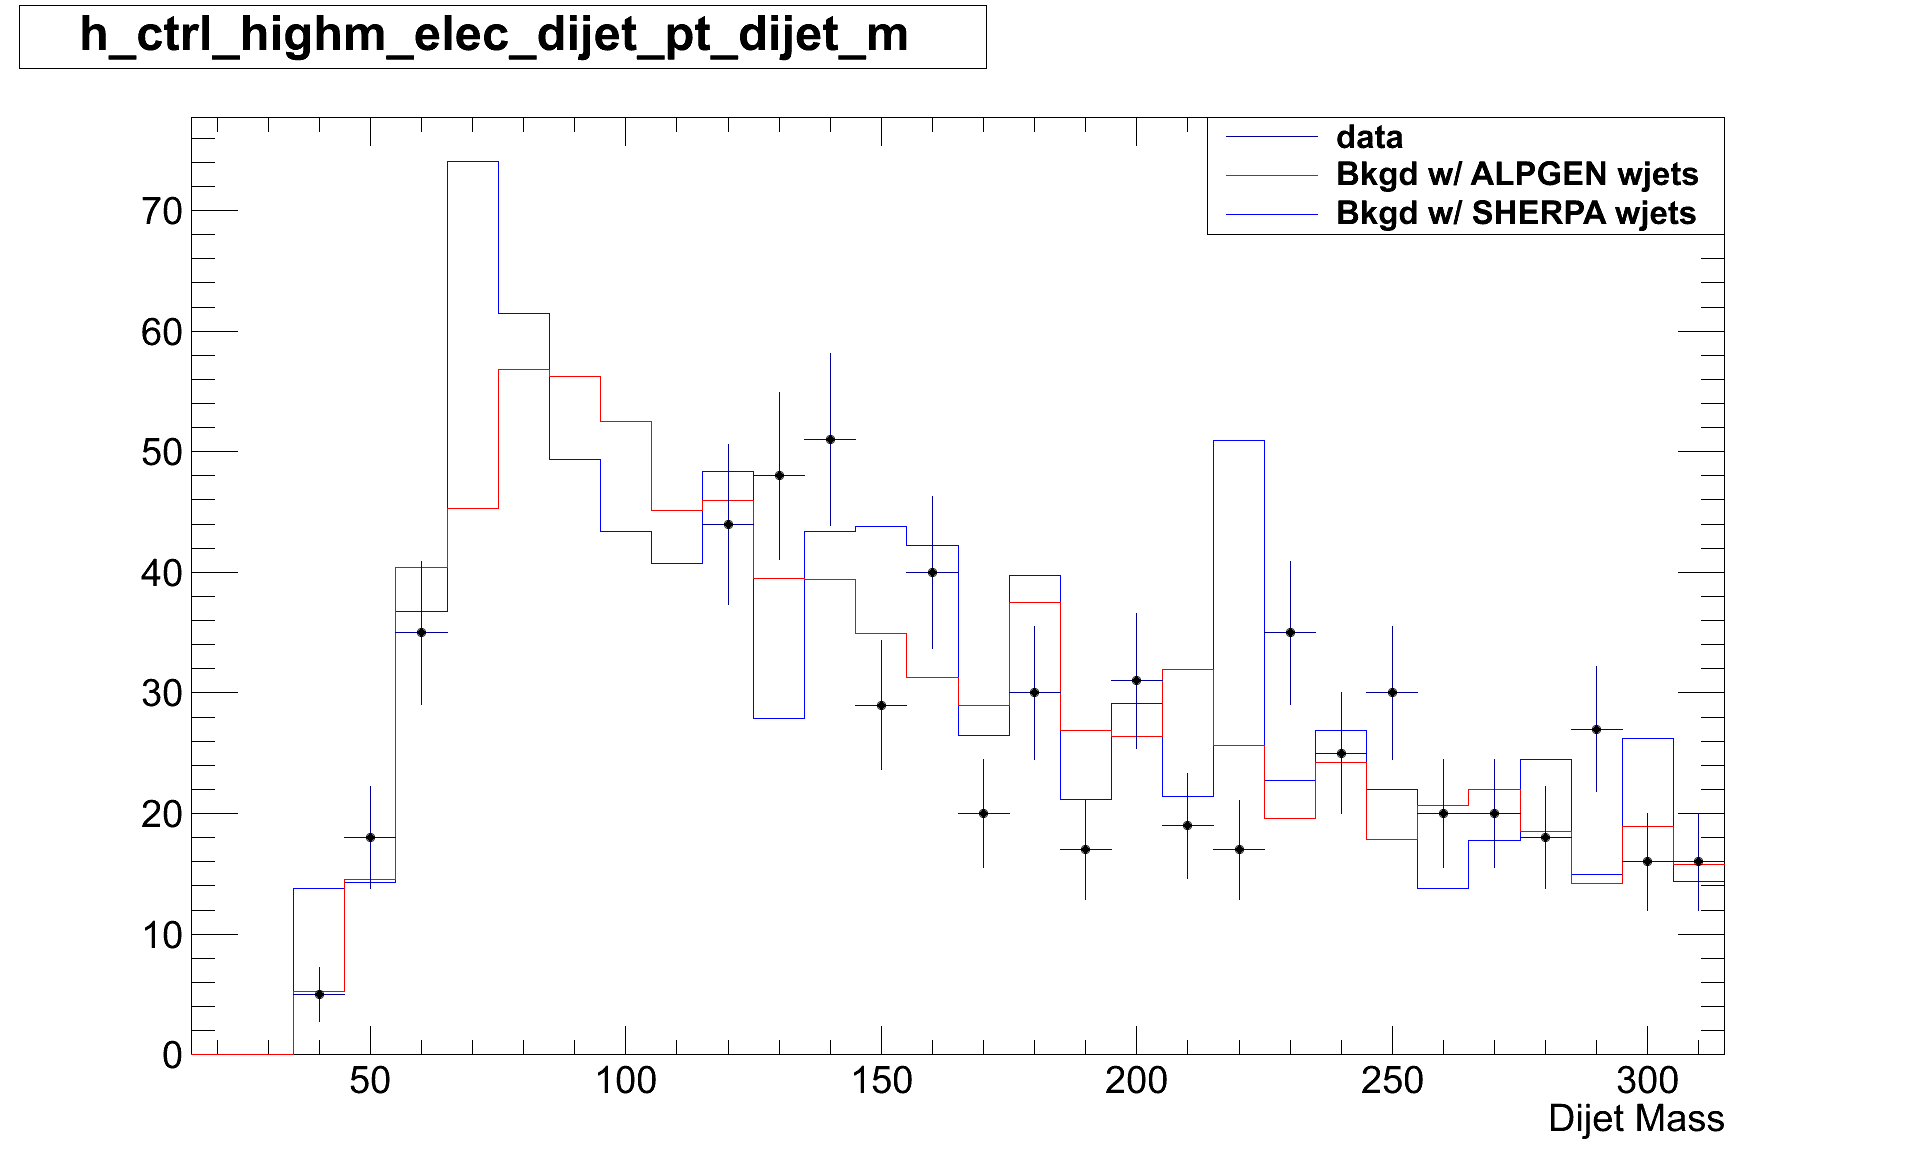 h_ctrl_highm_elec_dijet_pt_dijet_m
data
Bkgd w/ ALPGEN wjets
Bkgd w/ SHERPA wjets
70
60
50
40
30
20
10
0
50 100 150 200 250 300
Dijet Mass